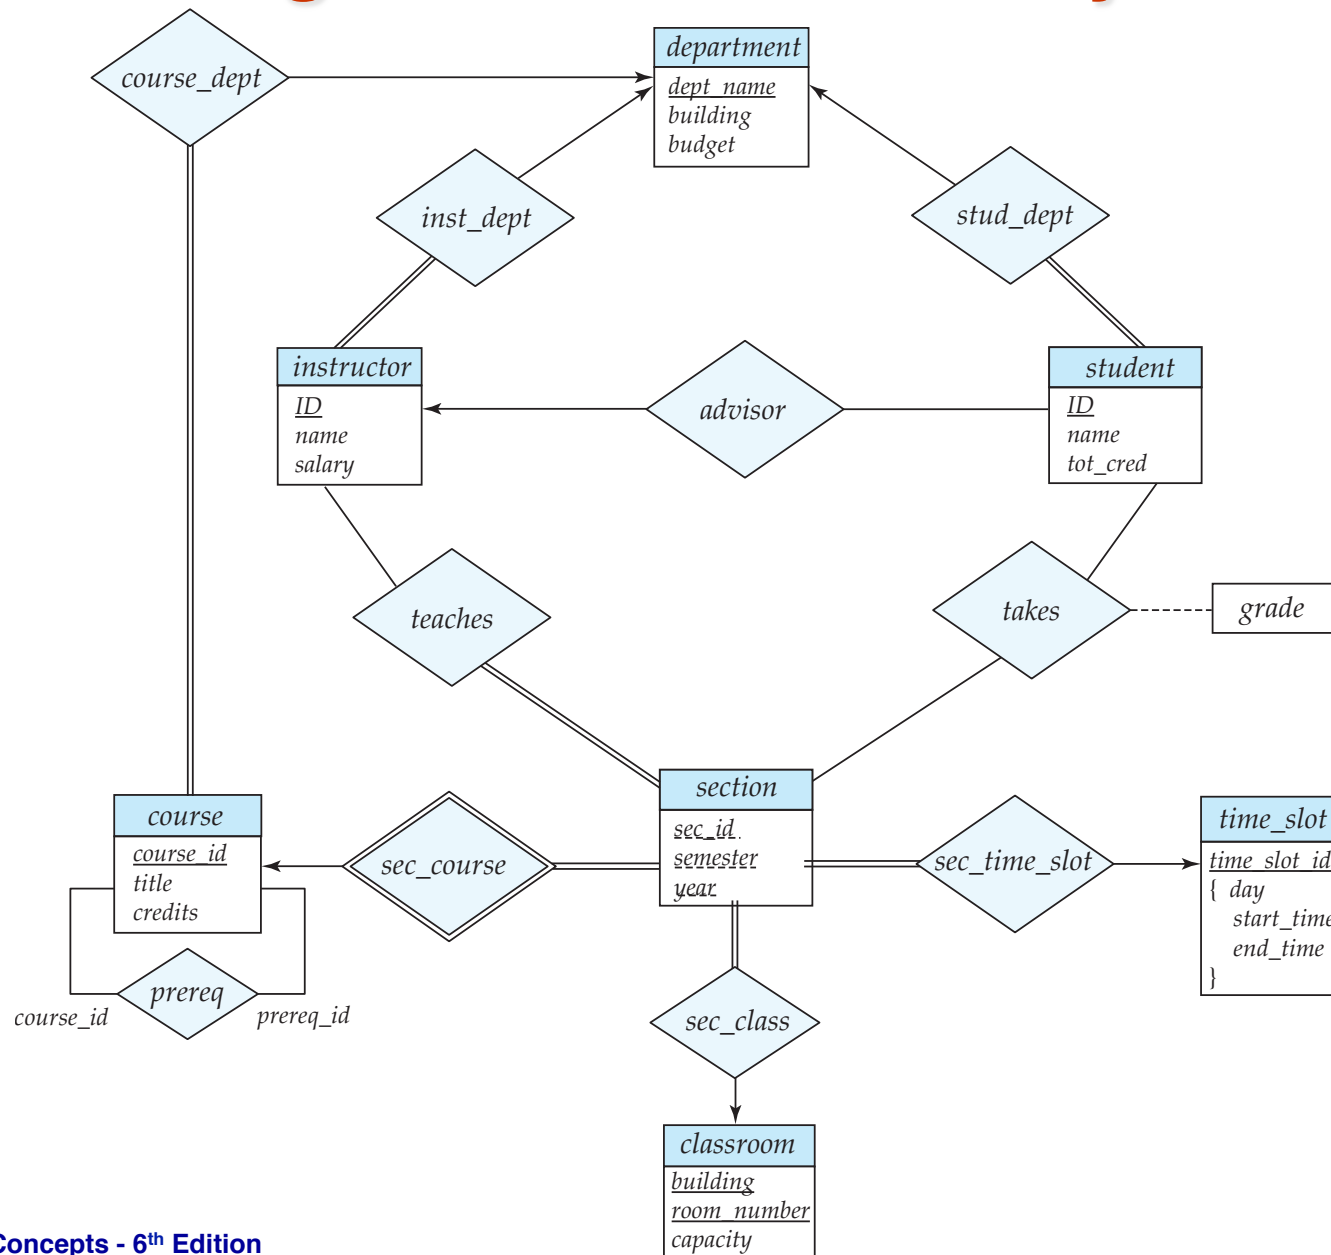 department
dept_name
building
budget
course_dept
inst_dept
stud_dept
instructor
ID
name
salary
advisor
student
ID
name
tot_cred
teaches
takes
grade
course
course_id
title
credits
sec_course
section
sec_id
semester
year
sec_time_slot
time_slot
time_slot_id
{ day
start_time
end_time
}
prereq
course_id
prereq_id
sec_class
classroom
building
room_number
capacity
Concepts - 6th Edition